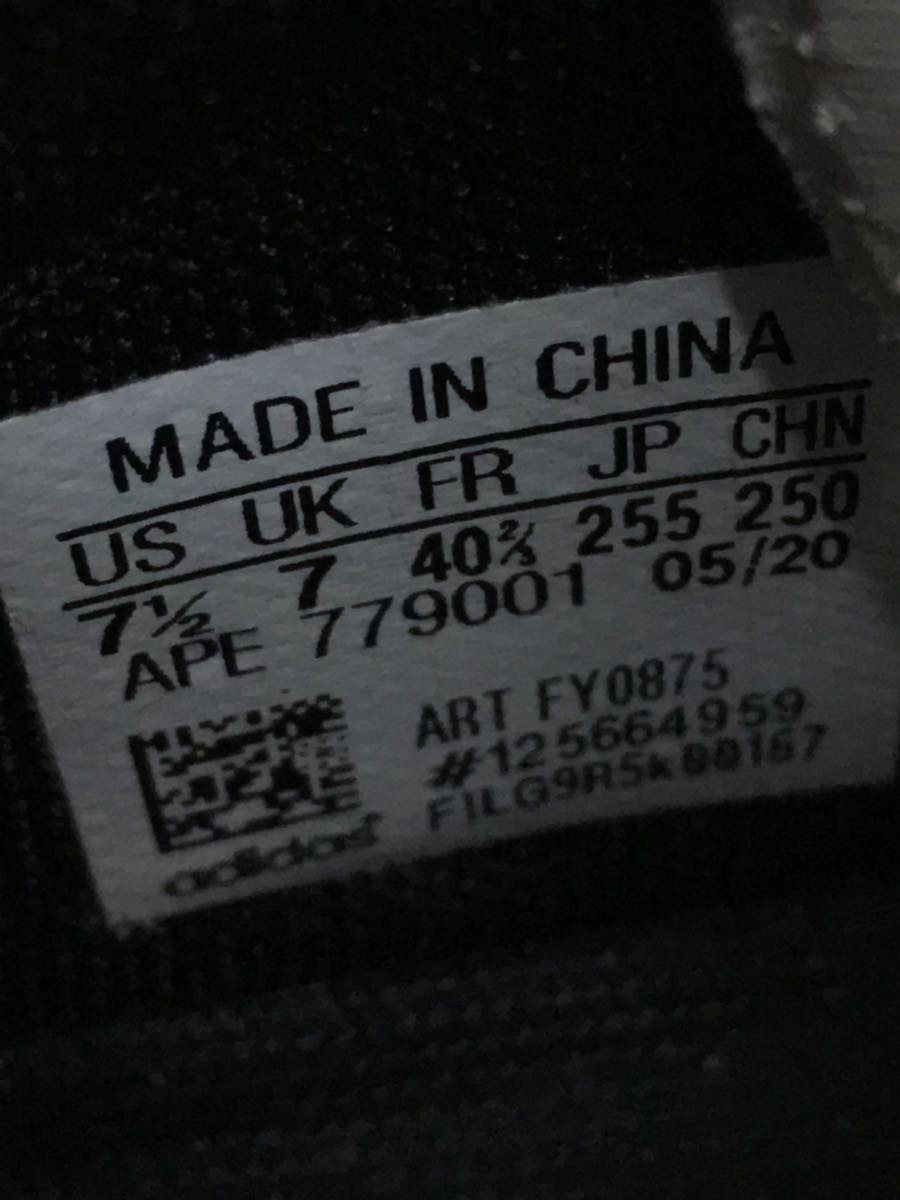 MADE IN CHINA
US UK FR JP CHN
7½ 7 40⅔ 255 250
APE 779001 05/20
ART FY0875
#125664959
adidas